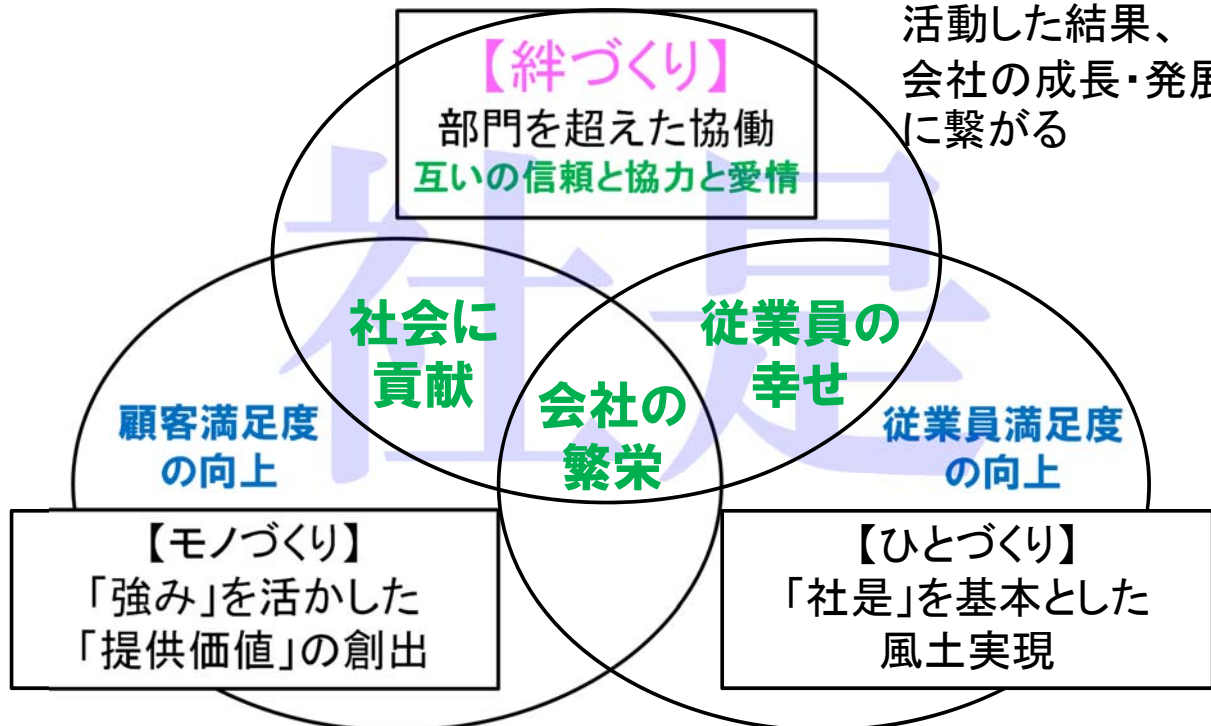 活動した結果、
会社の成長・発展
に繋がる
【絆づくり】
部門を超えた協働
互いの信頼と協力と愛情
社是
社会に
貢献
従業員の
幸せ
会社の
繁栄
顧客満足度
の向上
従業員満足度
の向上
【モノづくり】
「強み」を活かした
「提供価値」の創出
【ひとづくり】
「社是」を基本とした
風土実現